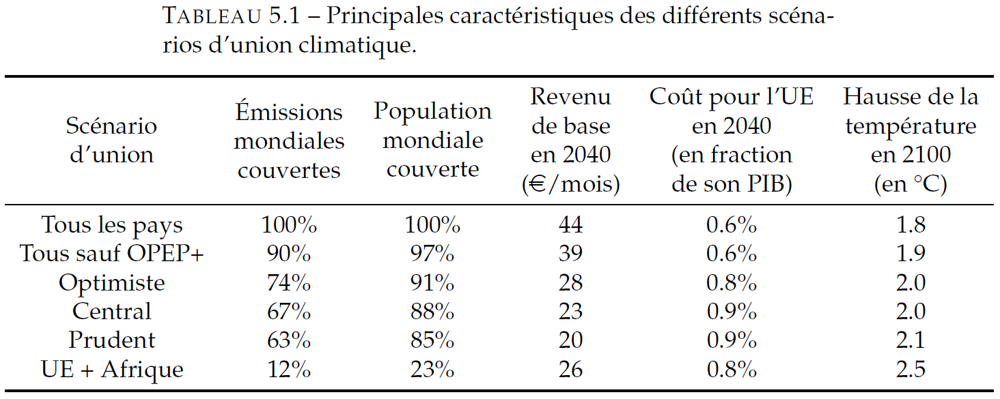 TABLEAU 5.1 – Principales caractéristiques des différents scéna-
rios d'union climatique.
Scénario d'union | Émissions mondiales couvertes | Population mondiale couverte | Revenu de base en 2040 (€/mois) | Coût pour l'UE en 2040 (en fraction de son PIB) | Hausse de la température en 2100 (en °C)
Tous les pays 100% 100% 44 0.6% 1.8
Tous sauf OPEP+ 90% 97% 39 0.6% 1.9
Optimiste 74% 91% 28 0.8% 2.0
Central 67% 88% 23 0.9% 2.0
Prudent 63% 85% 20 0.9% 2.1
UE + Afrique 12% 23% 26 0.8% 2.5